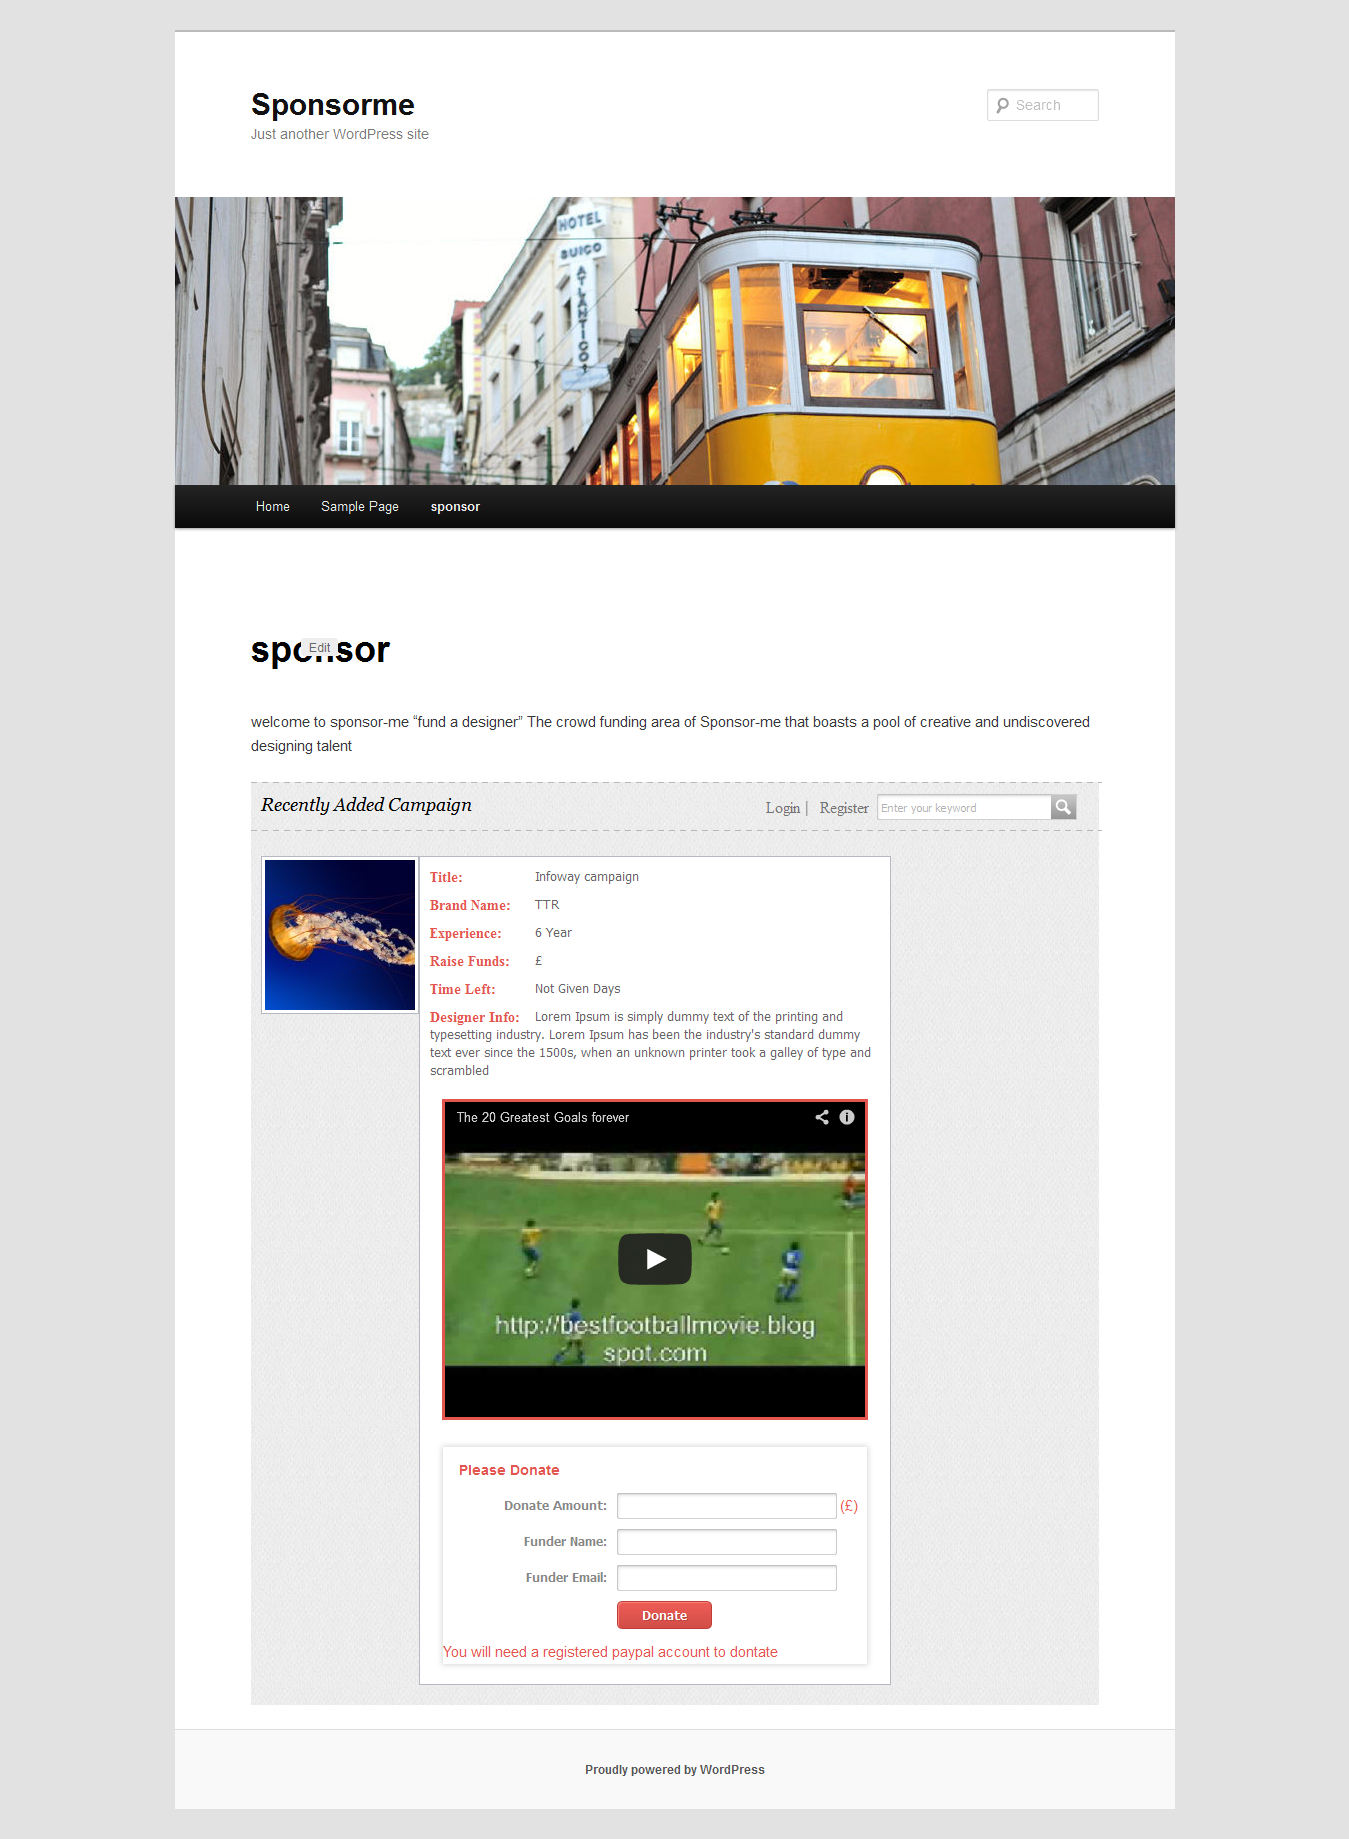 Sponsorme
Just another WordPress site
Search
HOTEL
SUICO
ATLANTICO
Home
Sample Page
sponsor
sponsor
Edit
welcome to sponsor-me “fund a designer” The crowd funding area of Sponsor-me that boasts a pool of creative and undiscovered
designing talent
Recently Added Campaign
Login |
Register
Enter your keyword
Title: Infoway campaign
Brand Name: TTR
Experience: 6 Year
Raise Funds: £
Time Left: Not Given Days
Designer Info: Lorem Ipsum is simply dummy text of the printing and
typesetting industry. Lorem Ipsum has been the industry's standard dummy
text ever since the 1500s, when an unknown printer took a galley of type and
scrambled
The 20 Greatest Goals forever
http://bestfootballmovie.blog
spot.com
Please Donate
Donate Amount: (£)
Funder Name:
Funder Email:
Donate
You will need a registered paypal account to dontate
Proudly powered by WordPress